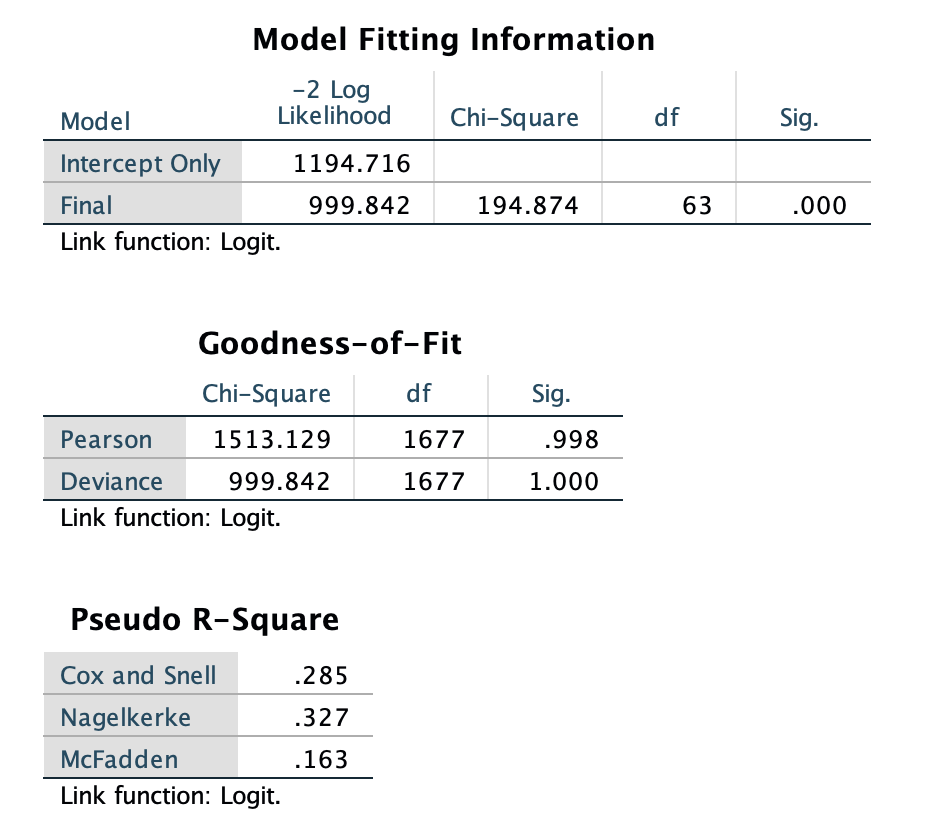 Model Fitting Information
Model -2 Log Likelihood Chi-Square df Sig.
Intercept Only 1194.716
Final 999.842 194.874 63 .000
Link function: Logit.
Goodness-of-Fit
Chi-Square df Sig.
Pearson 1513.129 1677 .998
Deviance 999.842 1677 1.000
Link function: Logit.
Pseudo R-Square
Cox and Snell .285
Nagelkerke .327
McFadden .163
Link function: Logit.